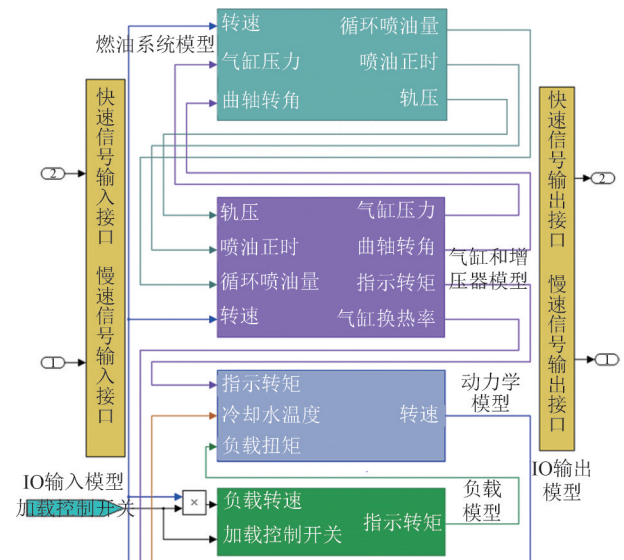 转速
循环喷油量
燃油系统模型
气缸压力
喷油正时
曲轴转角
轨压
快速信号输入接口
慢速信号输入接口
2
1
快速信号输出接口
慢速信号输出接口
2
1
轨压
气缸压力
喷油正时
曲轴转角
循环喷油量
指示转矩
转速
气缸换热率
气缸和增
压器模型
指示转矩
冷却水温度
转速
负载扭矩
动力学
模型
IO输入模型
加载控制开关
×
负载转速
指示转矩
加载控制开关
负载
模型
IO输出
模型